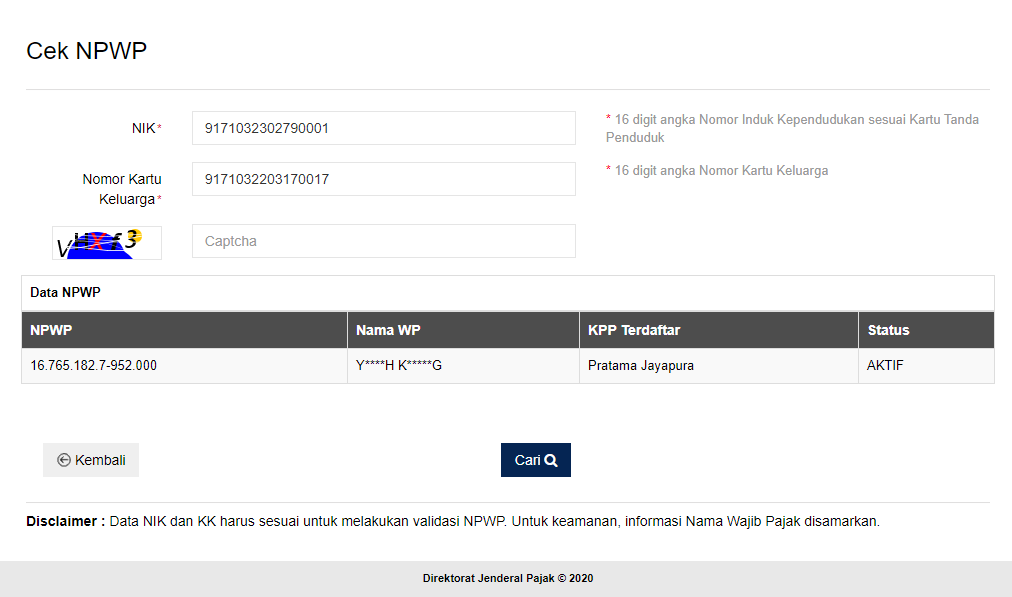 Cek NPWP
NIK*
9171032302790001
* 16 digit angka Nomor Induk Kependudukan sesuai Kartu Tanda
Penduduk
Nomor Kartu
Keluarga*
9171032203170017
* 16 digit angka Nomor Kartu Keluarga
Captcha
Data NPWP
NPWP Nama WP KPP Terdaftar Status
16.765.182.7-952.000 Y****H K*****G Pratama Jayapura AKTIF
Kembali
Cari
Disclaimer : Data NIK dan KK harus sesuai untuk melakukan validasi NPWP. Untuk keamanan, informasi Nama Wajib Pajak disamarkan.
Direktorat Jenderal Pajak © 2020